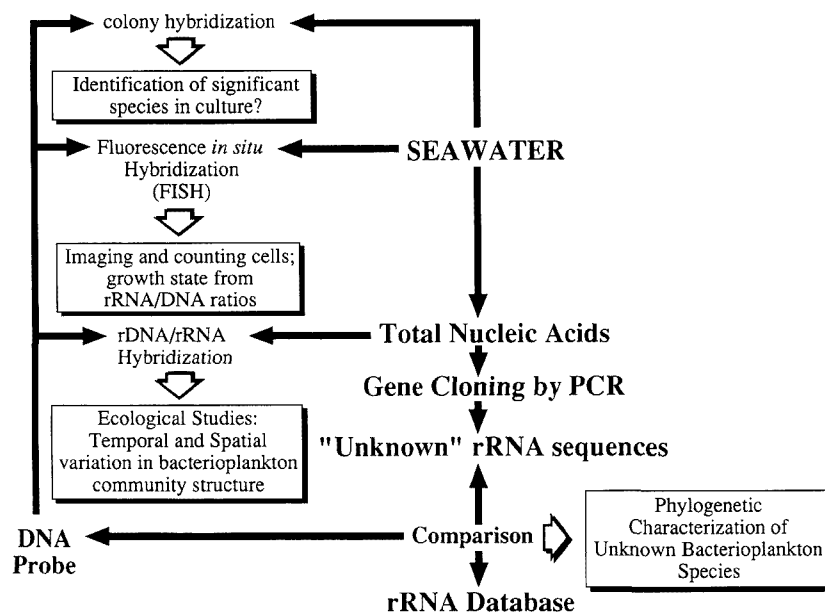 colony hybridization
Identification of significant
species in culture?
Fluorescence in situ
Hybridization
(FISH)
SEAWATER
Imaging and counting cells;
growth state from
rRNA/DNA ratios
rDNA/rRNA
Hybridization
Total Nucleic Acids
Gene Cloning by PCR
Ecological Studies:
Temporal and Spatial
variation in bacterioplankton
community structure
"Unknown" rRNA sequences
DNA
Probe
Comparison
Phylogenetic
Characterization of
Unknown Bacterioplankton
Species
rRNA Database